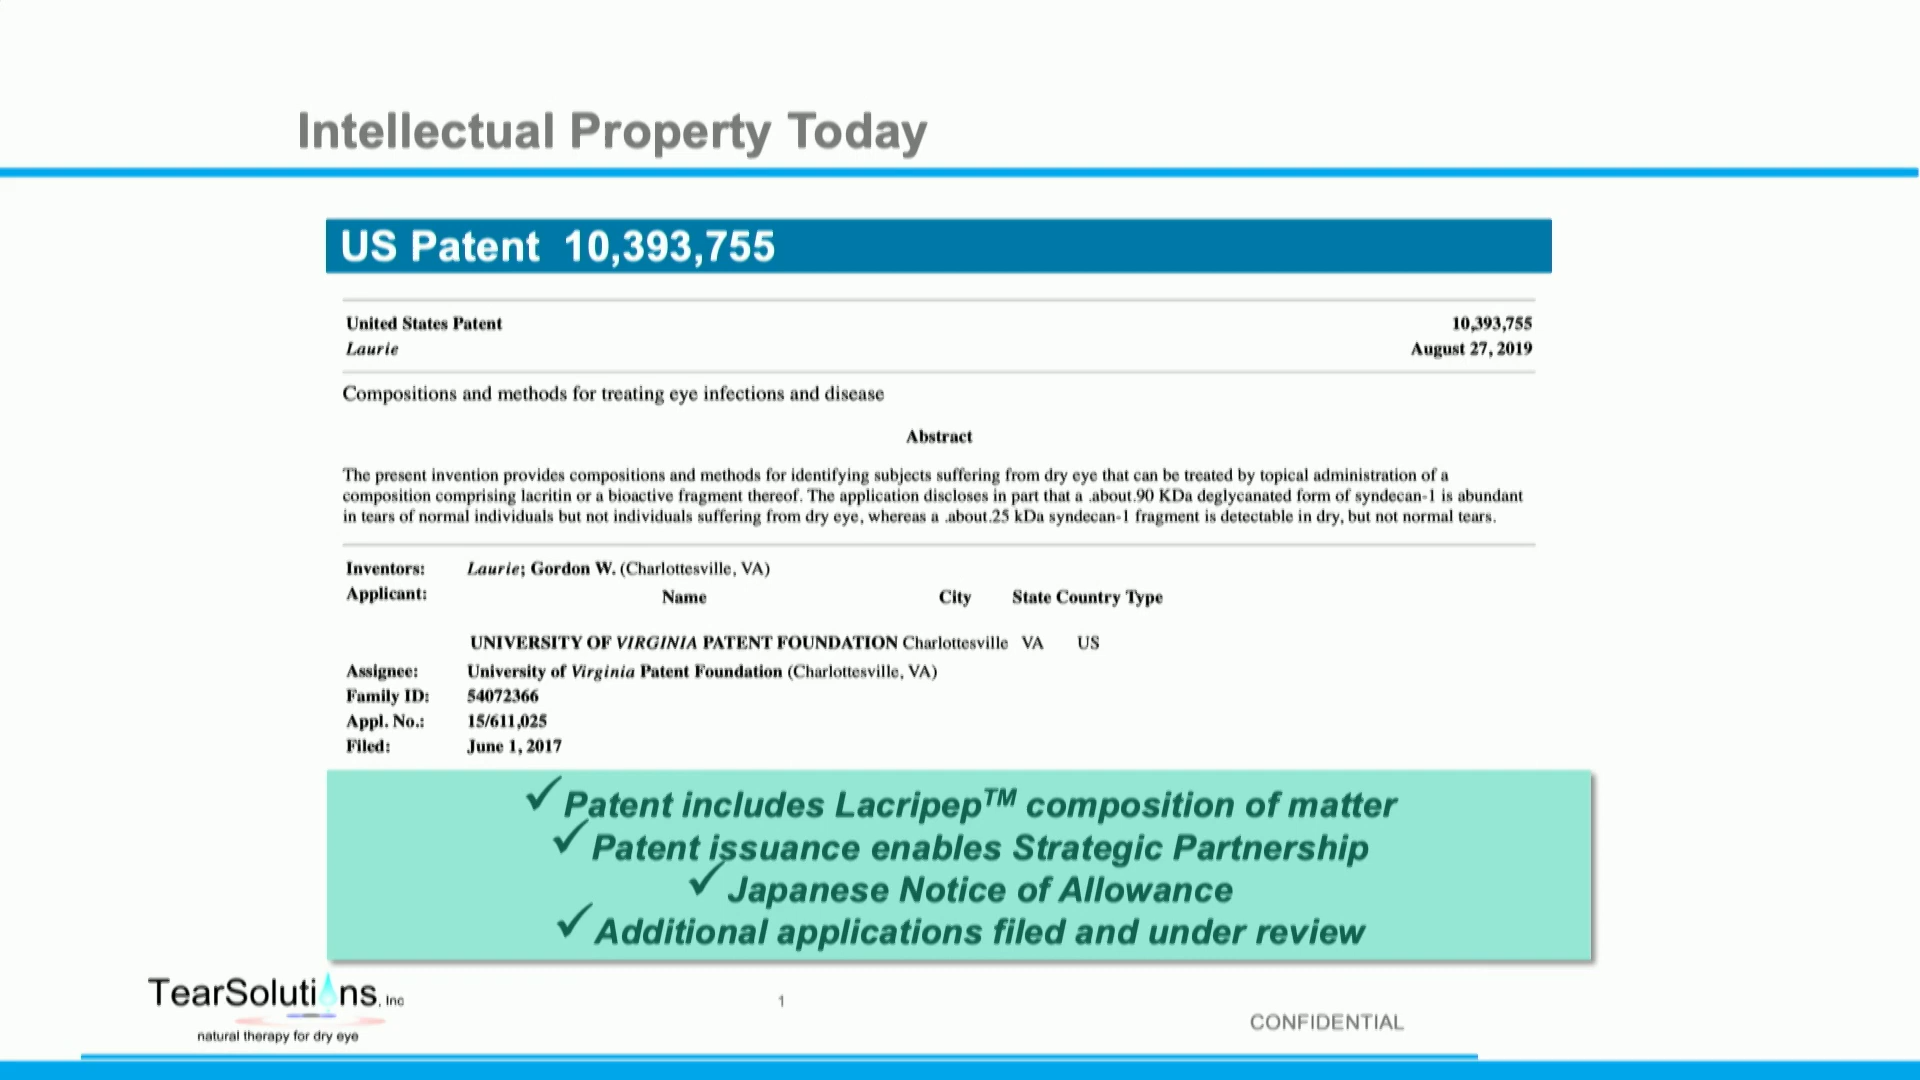 Intellectual Property Today
US Patent 10,393,755
United States Patent 10,393,755
Laurie August 27, 2019
Compositions and methods for treating eye infections and disease
Abstract
The present invention provides compositions and methods for identifying subjects suffering from dry eye that can be treated by topical administration of a
composition comprising lacritin or a bioactive fragment thereof. The application discloses in part that a .about.90 KDa deglycanated form of syndecan-1 is abundant
in tears of normal individuals but not individuals suffering from dry eye, whereas a .about.25 kDa syndecan-1 fragment is detectable in dry, but not normal tears.
Inventors: Laurie; Gordon W. (Charlottesville, VA)
Applicant: Name City State Country Type
UNIVERSITY OF VIRGINIA PATENT FOUNDATION Charlottesville VA US
Assignee: University of Virginia Patent Foundation (Charlottesville, VA)
Family ID: 54072366
Appl. No.: 15/611,025
Filed: June 1, 2017
✓ Patent includes Lacripep™ composition of matter
✓ Patent issuance enables Strategic Partnership
✓ Japanese Notice of Allowance
✓ Additional applications filed and under review
TearSolutions, Inc
natural therapy for dry eye
1
CONFIDENTIAL